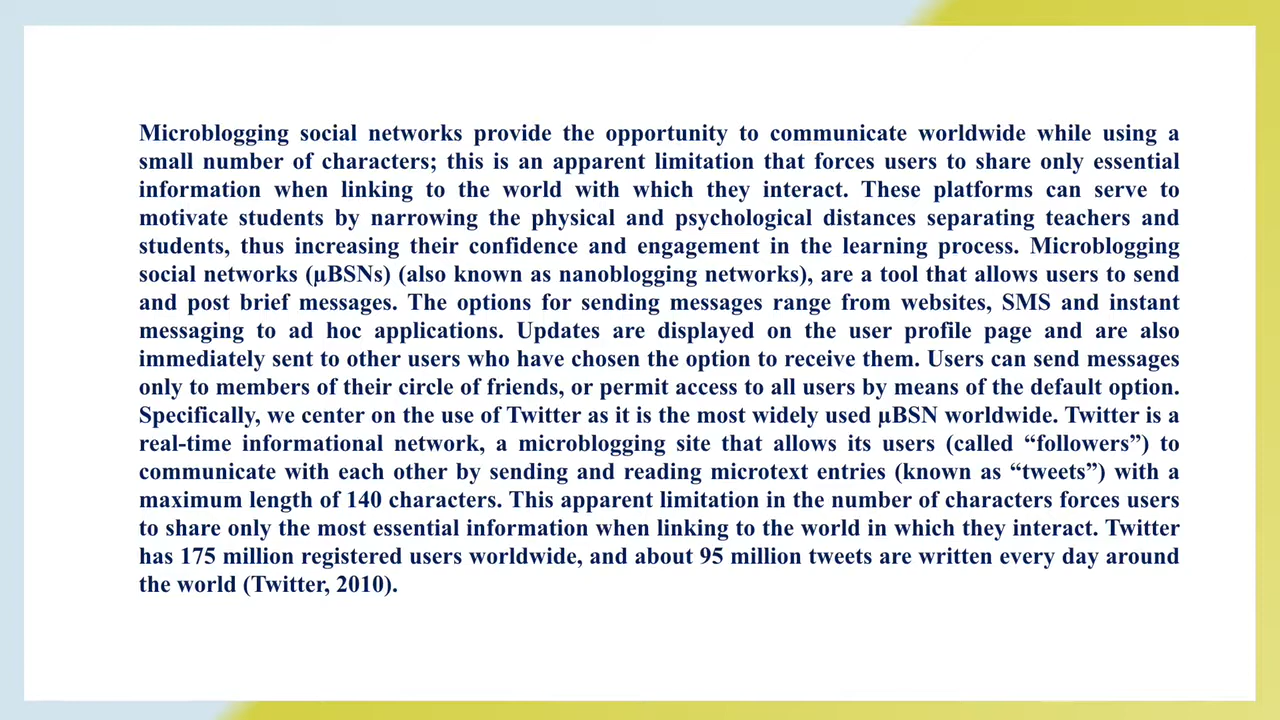 Microblogging social networks provide the opportunity to communicate worldwide while using a
small number of characters; this is an apparent limitation that forces users to share only essential
information when linking to the world with which they interact. These platforms can serve to
motivate students by narrowing the physical and psychological distances separating teachers and
students, thus increasing their confidence and engagement in the learning process. Microblogging
social networks (µBSNs) (also known as nanoblogging networks), are a tool that allows users to send
and post brief messages. The options for sending messages range from websites, SMS and instant
messaging to ad hoc applications. Updates are displayed on the user profile page and are also
immediately sent to other users who have chosen the option to receive them. Users can send messages
only to members of their circle of friends, or permit access to all users by means of the default option.
Specifically, we center on the use of Twitter as it is the most widely used µBSN worldwide. Twitter is a
real-time informational network, a microblogging site that allows its users (called “followers”) to
communicate with each other by sending and reading microtext entries (known as “tweets”) with a
maximum length of 140 characters. This apparent limitation in the number of characters forces users
to share only the most essential information when linking to the world in which they interact. Twitter
has 175 million registered users worldwide, and about 95 million tweets are written every day around
the world (Twitter, 2010).